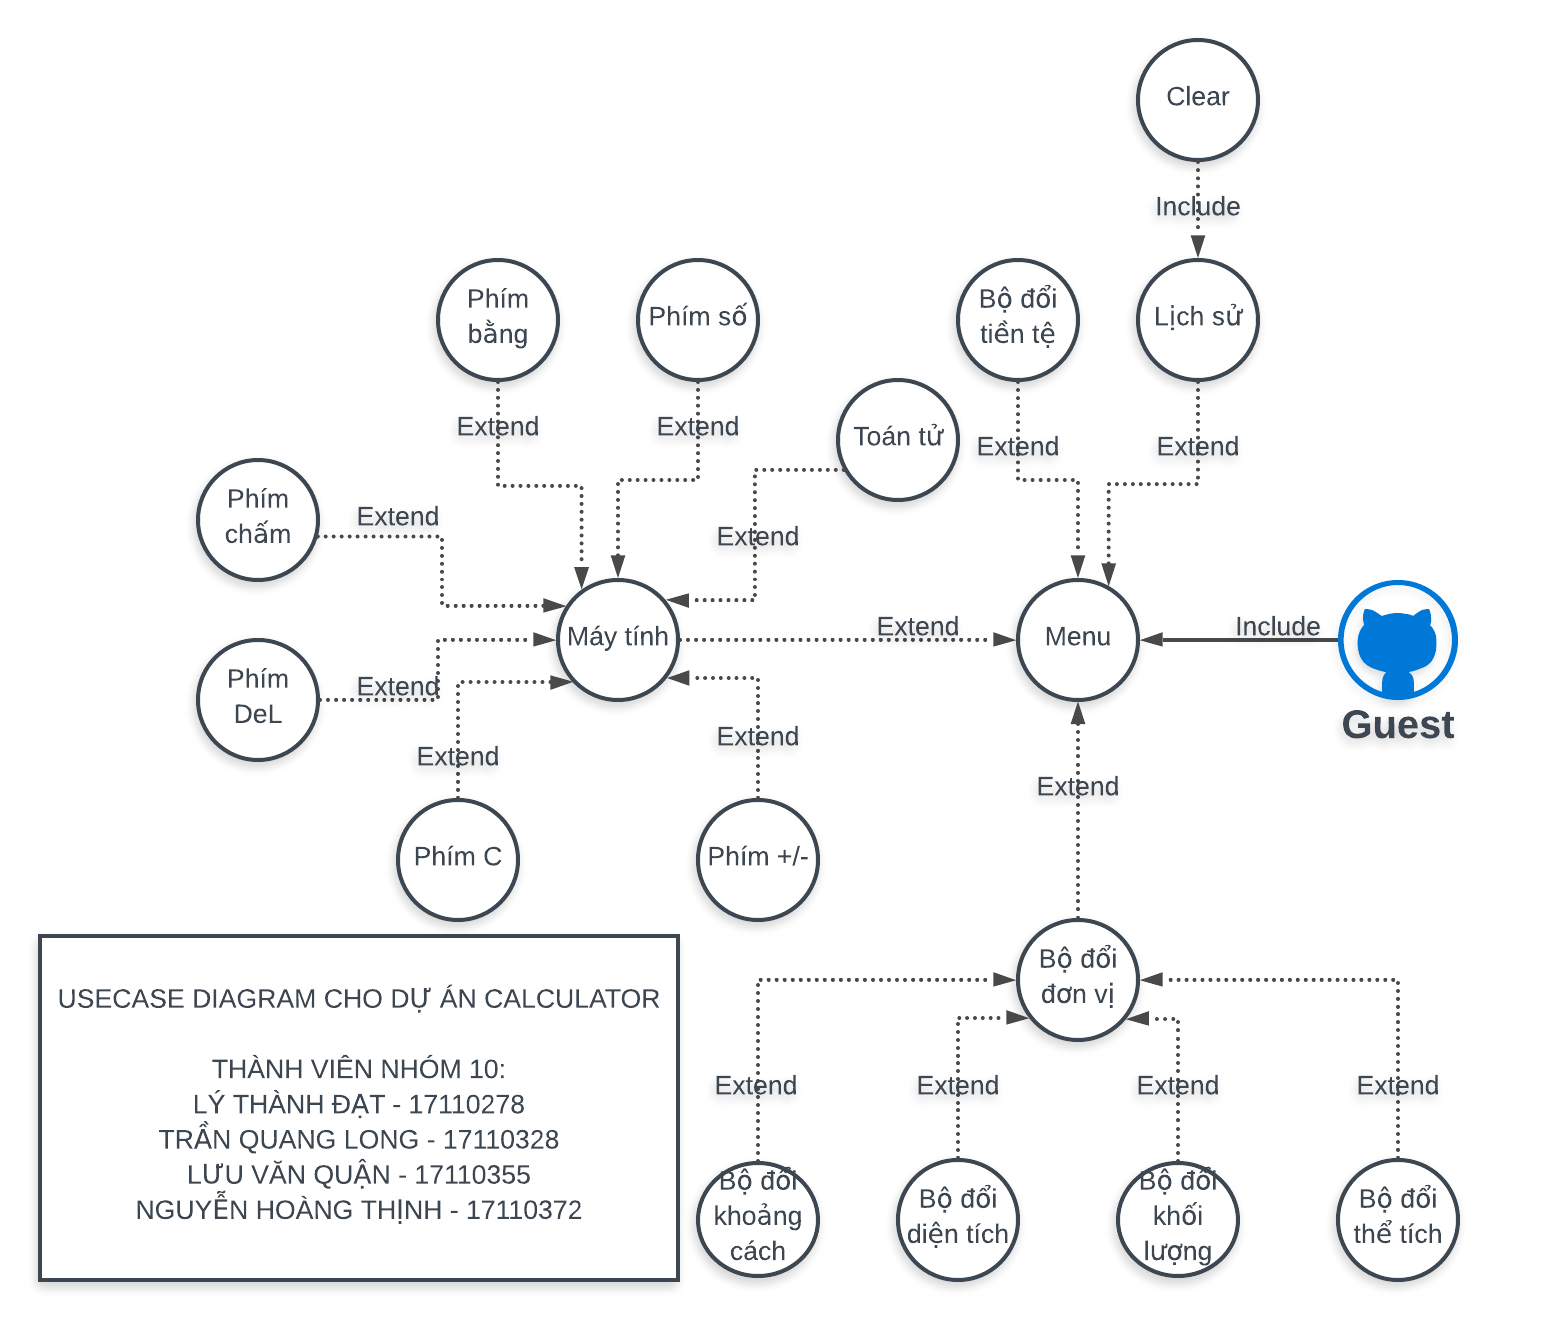 Clear
Include
Phím
bằng
Phím số
Bộ đổi
tiền tệ
Lịch sử
Extend
Extend
Toán tử
Extend
Extend
Phím
chấm
Extend
Extend
Máy tính
Extend
Menu
Include
Guest
Phím
DeL
Extend
Extend
Extend
Extend
Phím C
Phím +/-
Bộ đổi
đơn vị
USECASE DIAGRAM CHO DỰ ÁN CALCULATOR
THÀNH VIÊN NHÓM 10:
LÝ THÀNH ĐẠT - 17110278
TRẦN QUANG LONG - 17110328
LƯU VĂN QUẬN - 17110355
NGUYỄN HOÀNG THỊNH - 17110372
Extend
Extend
Extend
Extend
Bộ đổi
khoảng
cách
Bộ đổi
diện tích
Bộ đổi
khối
lượng
Bộ đổi
thể tích